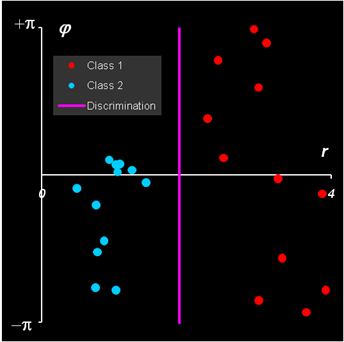 +π φ
Class 1
Class 2
Discrimination
r
0 4
−π